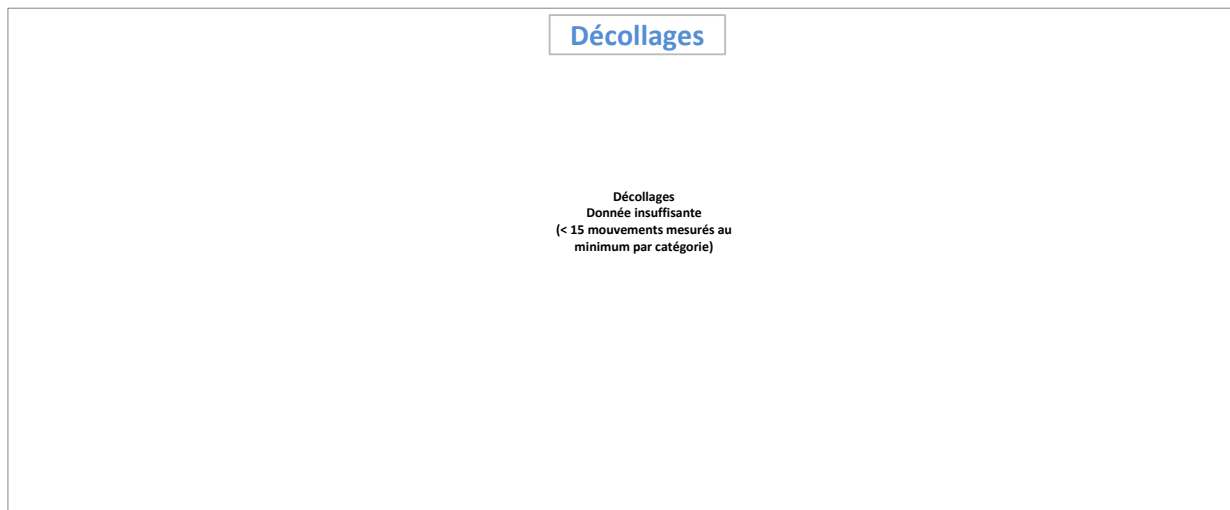 Décollages
Décollages
Donnée insuffisante
(< 15 mouvements mesurés au
minimum par catégorie)